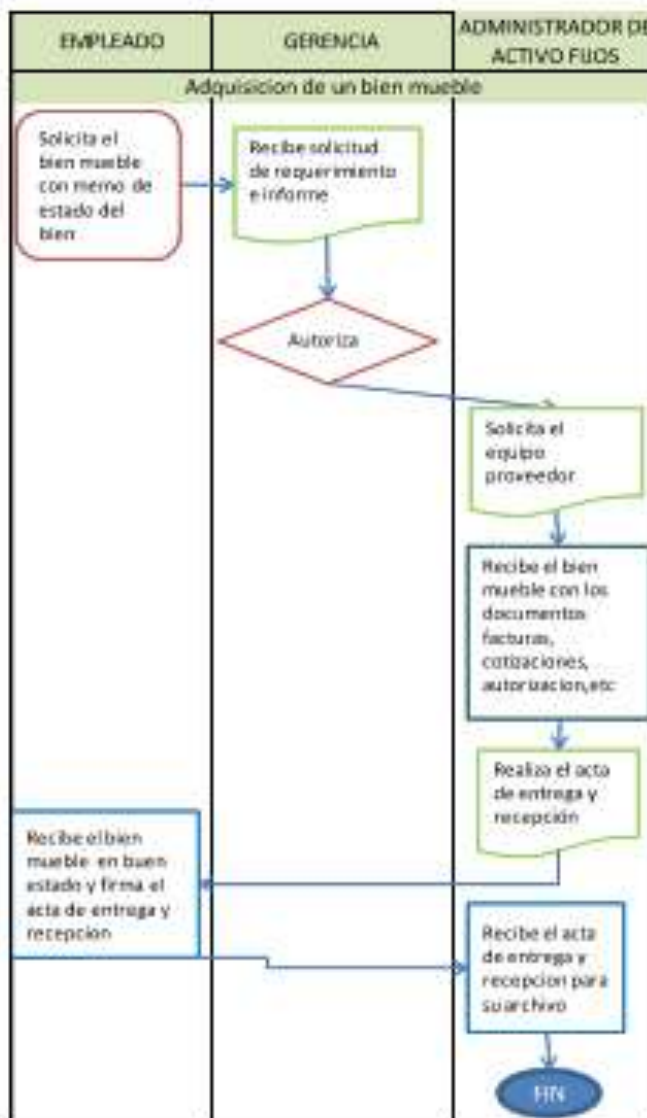 EMPLEADO
GERENCIA
ADMINISTRADOR DE
ACTIVO FIJOS
Adquisicion de un bien mueble
Solicita el
bien mueble
con memo de
estado del
bien
Recibe solicitud
de requerimiento
e informe
Autoriza
Solicita el
equipo
proveedor
Recibe el bien
mueble con los
documentos
facturas,
cotizaciones,
autorizacion,etc
Realiza el acta
de entrega y
recepción
Recibe el bien
mueble en buen
estado y firma el
acta de entrega y
recepcion
Recibe el acta
de entrega y
recepcion para
su archivo
FIN